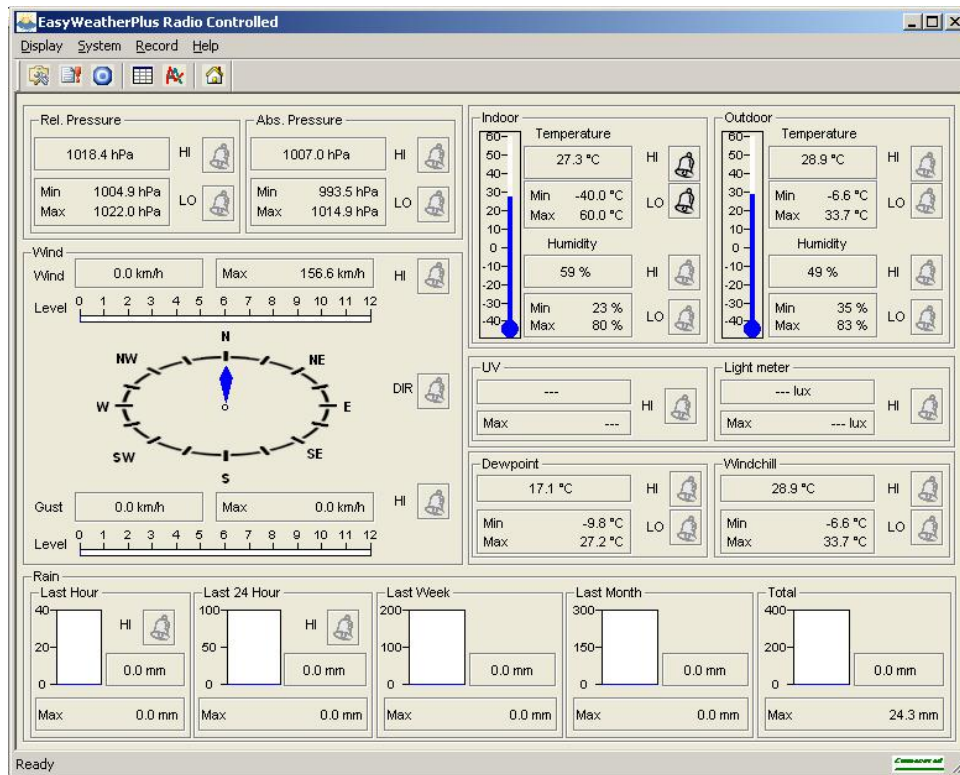 EasyWeatherPlus Radio Controlled
Display System Record Help
Rel. Pressure
1018.4 hPa HI
Min 1004.9 hPa
Max 1022.0 hPa
LO
Abs. Pressure
1007.0 hPa HI
Min 993.5 hPa
Max 1014.9 hPa
LO
Indoor
60
50
40
30
20
10
0
-10
-20
-30
-40
Temperature
27.3 °C HI
Min -40.0 °C
Max 60.0 °C
LO
Humidity
59 % HI
Min 23 %
Max 80 %
LO
Outdoor
60
50
40
30
20
10
0
-10
-20
-30
-40
Temperature
28.9 °C HI
Min -6.6 °C
Max 33.7 °C
LO
Humidity
49 % HI
Min 35 %
Max 83 %
LO
Wind
Wind 0.0 km/h Max 156.6 km/h HI
Level 0 1 2 3 4 5 6 7 8 9 10 11 12
N
NW NE
W E
DIR
SW SE
S
Gust 0.0 km/h Max 0.0 km/h HI
Level 0 1 2 3 4 5 6 7 8 9 10 11 12
UV
---
HI
Max ---
Light meter
--- lux
HI
Max --- lux
Dewpoint
17.1 °C HI
Min -9.8 °C
Max 27.2 °C
LO
Windchill
28.9 °C HI
Min -6.6 °C
Max 33.7 °C
LO
Rain
Last Hour
40
20
0
HI
0.0 mm
Max 0.0 mm
Last 24 Hour
100
50
0
HI
0.0 mm
Max 0.0 mm
Last Week
200
100
0
0.0 mm
Max 0.0 mm
Last Month
300
150
0
0.0 mm
Max 0.0 mm
Total
400
200
0
0.0 mm
Max 24.3 mm
Ready